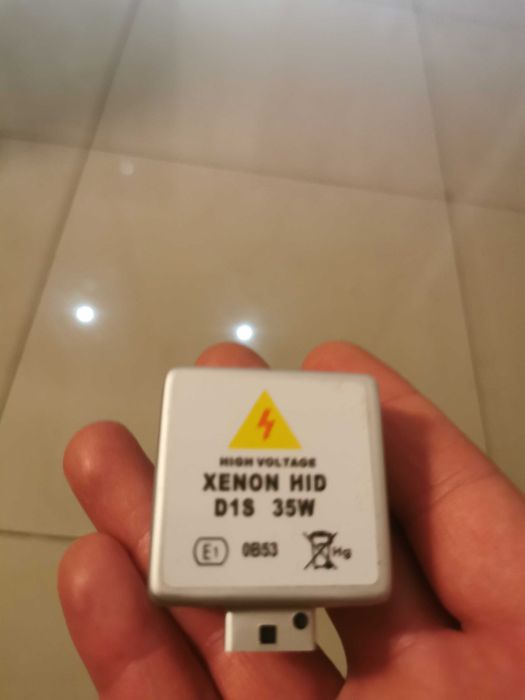 HIGH VOLTAGE
XENON HID
D1S 35W
E1 0B53 Hg